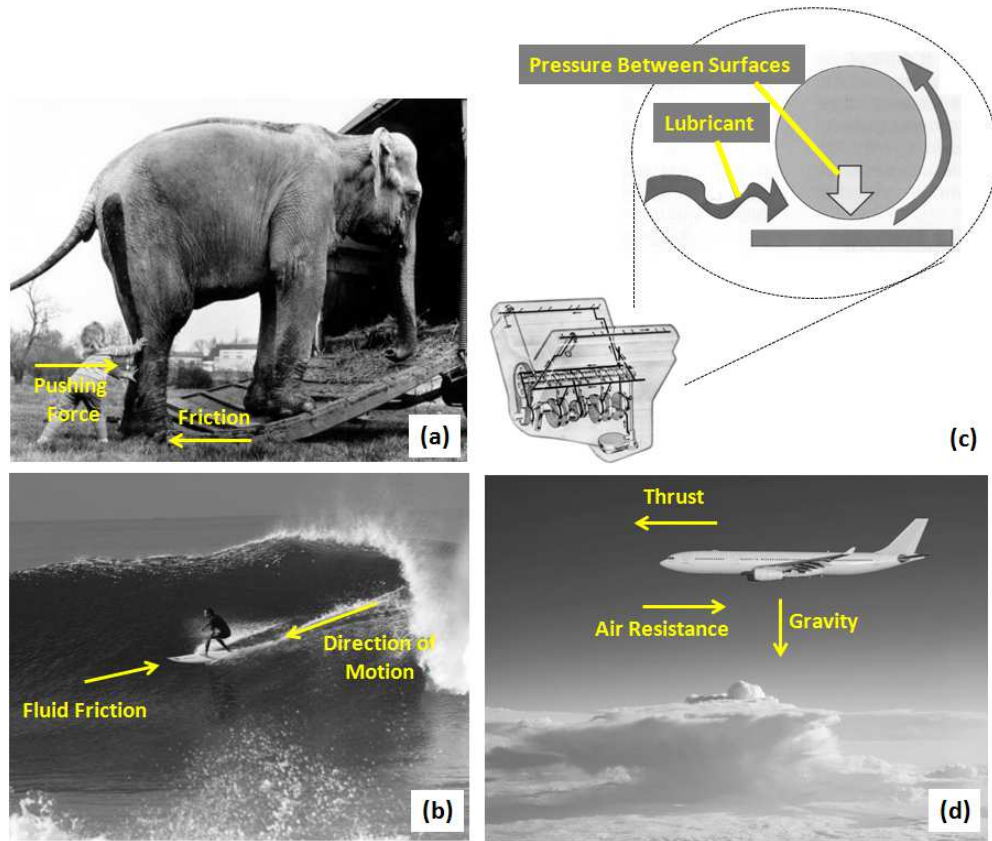 Pressure Between Surfaces
Lubricant
Pushing
Force
Friction
(a)
(c)
Direction of
Motion
Fluid Friction
(b)
Thrust
Air Resistance
Gravity
(d)